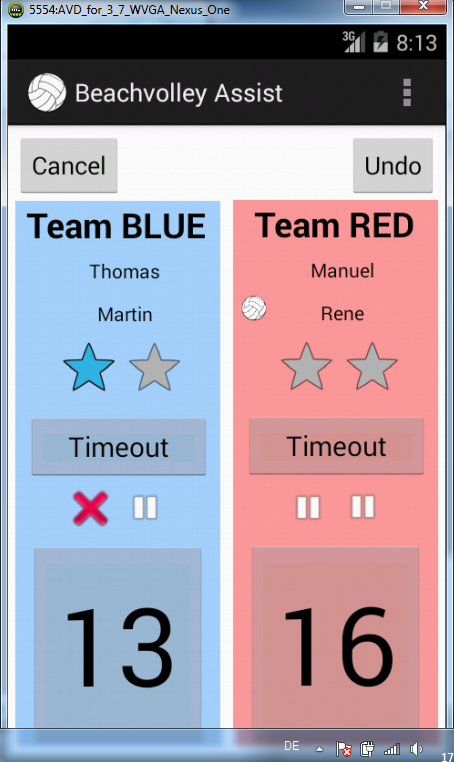 5554:AVD_for_3_7_WVGA_Nexus_One
3G 8:13
Beachvolley Assist
Cancel Undo
Team BLUE Team RED
Thomas Manuel
Martin Rene
Timeout Timeout
13 16
DE
17